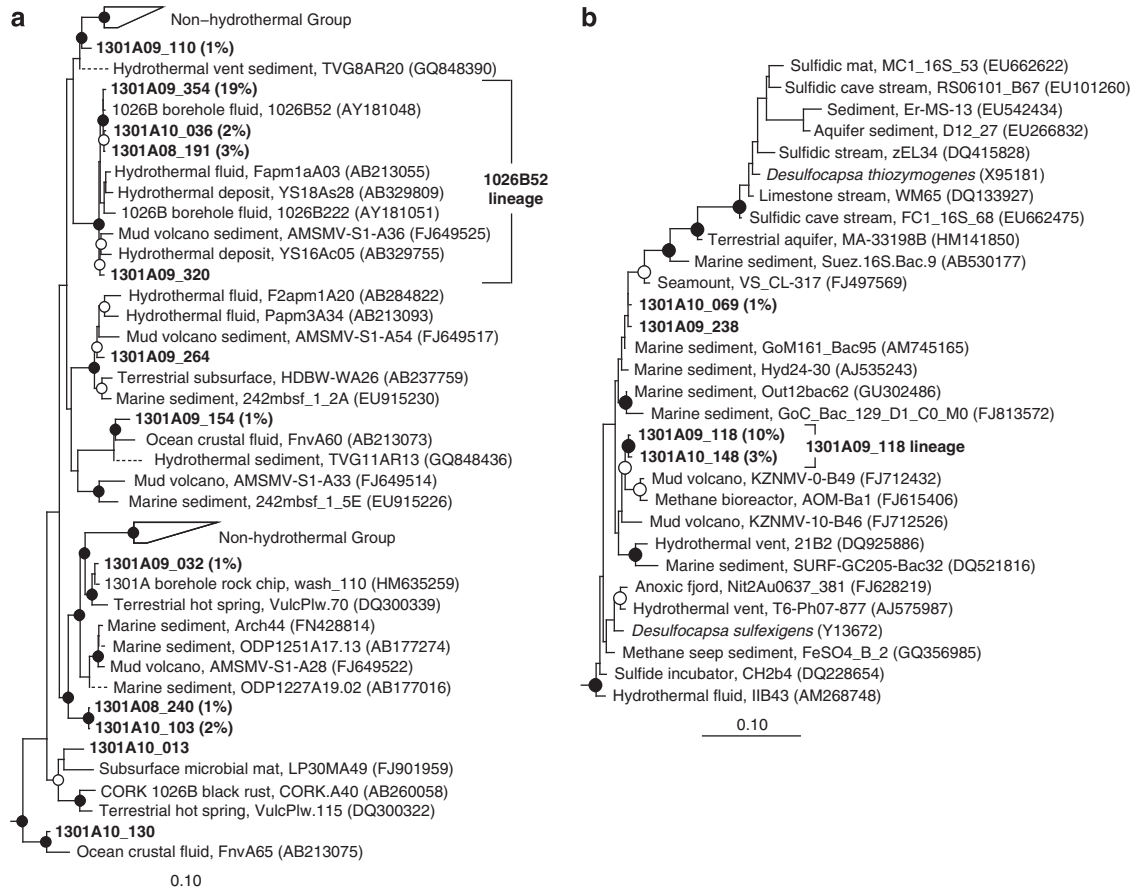 a
Non–hydrothermal Group
1301A09_110 (1%)
Hydrothermal vent sediment, TVG8AR20 (GQ848390)
1301A09_354 (19%)
1026B borehole fluid, 1026B52 (AY181048)
1301A10_036 (2%)
1301A08_191 (3%)
Hydrothermal fluid, Fapm1aA03 (AB213055)
Hydrothermal deposit, YS18As28 (AB329809)
1026B borehole fluid, 1026B222 (AY181051)
Mud volcano sediment, AMSMV-S1-A36 (FJ649525)
Hydrothermal deposit, YS16Ac05 (AB329755)
1301A09_320
1026B52
lineage
Hydrothermal fluid, F2apm1A20 (AB284822)
Hydrothermal fluid, Papm3A34 (AB213093)
Mud volcano sediment, AMSMV-S1-A54 (FJ649517)
1301A09_264
Terrestrial subsurface, HDBW-WA26 (AB237759)
Marine sediment, 242mbsf_1_2A (EU915230)
1301A09_154 (1%)
Ocean crustal fluid, FnvA60 (AB213073)
Hydrothermal sediment, TVG11AR13 (GQ848436)
Mud volcano, AMSMV-S1-A33 (FJ649514)
Marine sediment, 242mbsf_1_5E (EU915226)
Non-hydrothermal Group
1301A09_032 (1%)
1301A borehole rock chip, wash_110 (HM635259)
Terrestrial hot spring, VulcPlw.70 (DQ300339)
Marine sediment, Arch44 (FN428814)
Marine sediment, ODP1251A17.13 (AB177274)
Mud volcano, AMSMV-S1-A28 (FJ649522)
Marine sediment, ODP1227A19.02 (AB177016)
1301A08_240 (1%)
1301A10_103 (2%)
1301A10_013
Subsurface microbial mat, LP30MA49 (FJ901959)
CORK 1026B black rust, CORK.A40 (AB260058)
Terrestrial hot spring, VulcPlw.115 (DQ300322)
1301A10_130
Ocean crustal fluid, FnvA65 (AB213075)
0.10
b
Sulfidic mat, MC1_16S_53 (EU662622)
Sulfidic cave stream, RS06101_B67 (EU101260)
Sediment, Er-MS-13 (EU542434)
Aquifer sediment, D12_27 (EU266832)
Sulfidic stream, zEL34 (DQ415828)
Desulfocapsa thiozymogenes (X95181)
Limestone stream, WM65 (DQ133927)
Sulfidic cave stream, FC1_16S_68 (EU662475)
Terrestrial aquifer, MA-33198B (HM141850)
Marine sediment, Suez.16S.Bac.9 (AB530177)
Seamount, VS_CL-317 (FJ497569)
1301A10_069 (1%)
1301A09_238
Marine sediment, GoM161_Bac95 (AM745165)
Marine sediment, Hyd24-30 (AJ535243)
Marine sediment, Out12bac62 (GU302486)
Marine sediment, GoC_Bac_129_D1_C0_M0 (FJ813572)
1301A09_118 (10%)
1301A10_148 (3%)
1301A09_118 lineage
Mud volcano, KZNMV-0-B49 (FJ712432)
Methane bioreactor, AOM-Ba1 (FJ615406)
Mud volcano, KZNMV-10-B46 (FJ712526)
Hydrothermal vent, 21B2 (DQ925886)
Marine sediment, SURF-GC205-Bac32 (DQ521816)
Anoxic fjord, Nit2Au0637_381 (FJ628219)
Hydrothermal vent, T6-Ph07-877 (AJ575987)
Desulfocapsa sulfexigens (Y13672)
Methane seep sediment, FeSO4_B_2 (GQ356985)
Sulfide incubator, CH2b4 (DQ228654)
Hydrothermal fluid, IIB43 (AM268748)
0.10